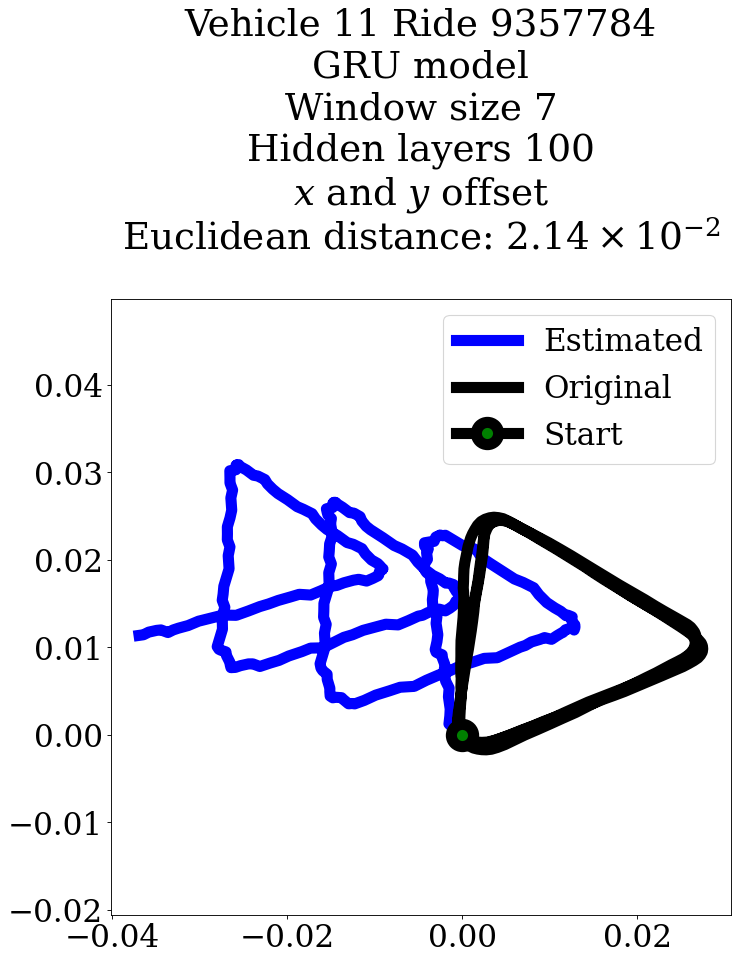 Vehicle 11 Ride 9357784
GRU model
Window size 7
Hidden layers 100
x and y offset
Euclidean distance: 2.14 × 10⁻²
Estimated
Original
Start
0.04
0.03
0.02
0.01
0.00
−0.01
−0.02
−0.04
−0.02
0.00
0.02